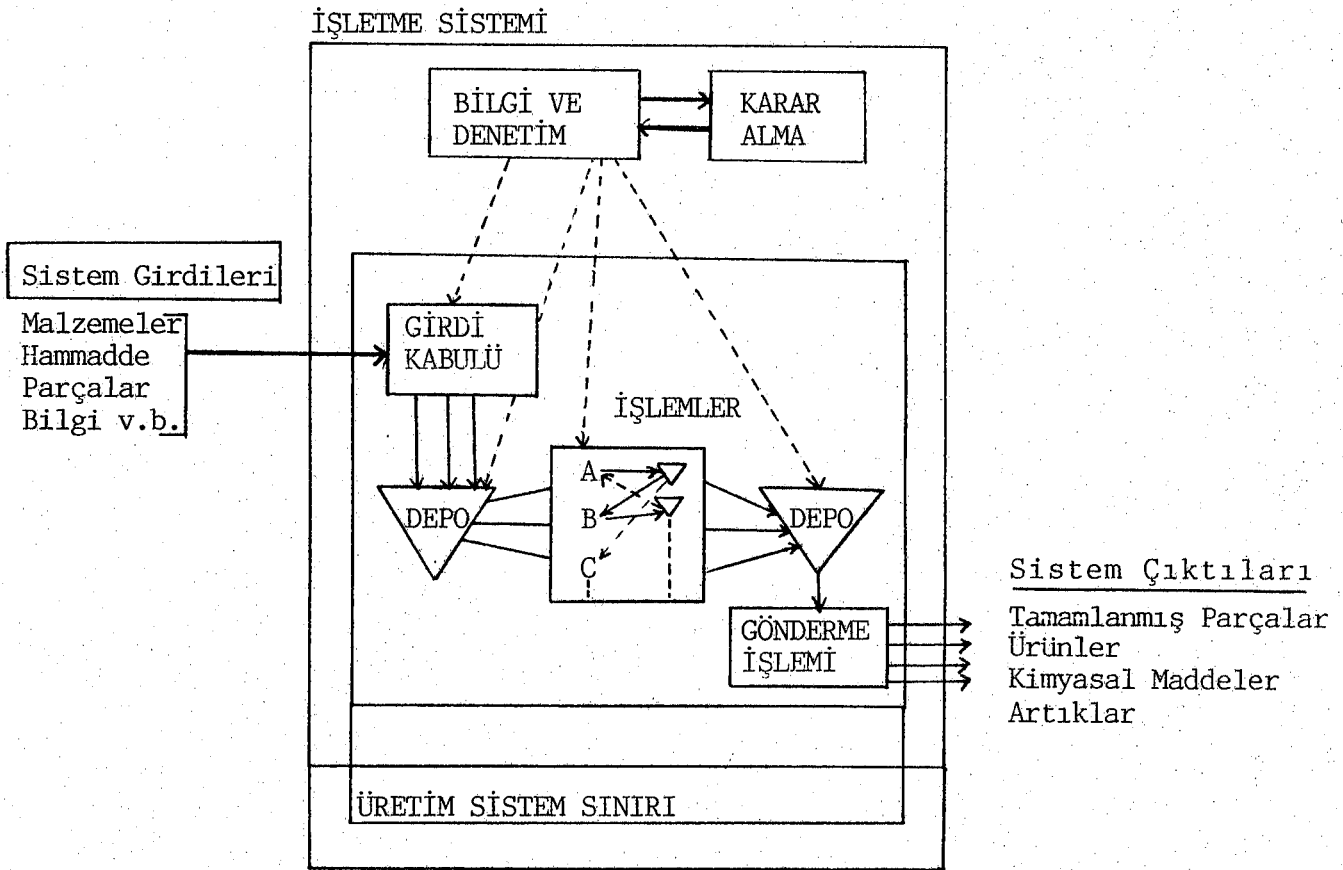 İŞLETME SİSTEMİ
BİLGİ VE
DENETİM
KARAR
ALMA
Sistem Girdileri
Malzemeler
Hammadde
Parçalar
Bilgi v.b.
GİRDİ
KABULÜ
İŞLEMLER
DEPO
A
B
C
DEPO
GÖNDERME
İŞLEMİ
Sistem Çıktıları
Tamamlanmış Parçalar
Ürünler
Kimyasal Maddeler
Artıklar
ÜRETİM SİSTEM SINIRI